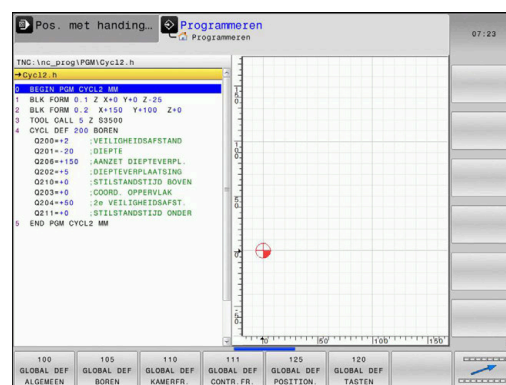 Pos. met handing…
Programmeren
Programmeren
07:23
TNC:\nc_prog\PGM\Cycl2.h
→Cycl2.h
0 BEGIN PGM CYCL2 MM
1 BLK FORM 0.1 Z X+0 Y+0 Z-25
2 BLK FORM 0.2 X+150 Y+100 Z+0
3 TOOL CALL 5 Z S3500
4 CYCL DEF 200 BOREN
Q200=+2 ;VEILIGHEIDSAFSTAND
Q201=-20 ;DIEPTE
Q206=+150 ;AANZET DIEPTEVERPL.
Q202=+5 ;DIEPTEVERPLAATSING
Q210=+0 ;STILSTANDSTIJD BOVEN
Q203=+0 ;COORD. OPPERVLAK
Q204=+50 ;2e VEILIGHEIDSAFST.
Q211=+0 ;STILSTANDSTIJD ONDER
5 END PGM CYCL2 MM
0 50 100 150
100 GLOBAL DEF ALGEMEEN
105 GLOBAL DEF BOREN
110 GLOBAL DEF KAMERFR.
111 GLOBAL DEF CONTR.FR.
125 GLOBAL DEF POSITION.
120 GLOBAL DEF TASTEN